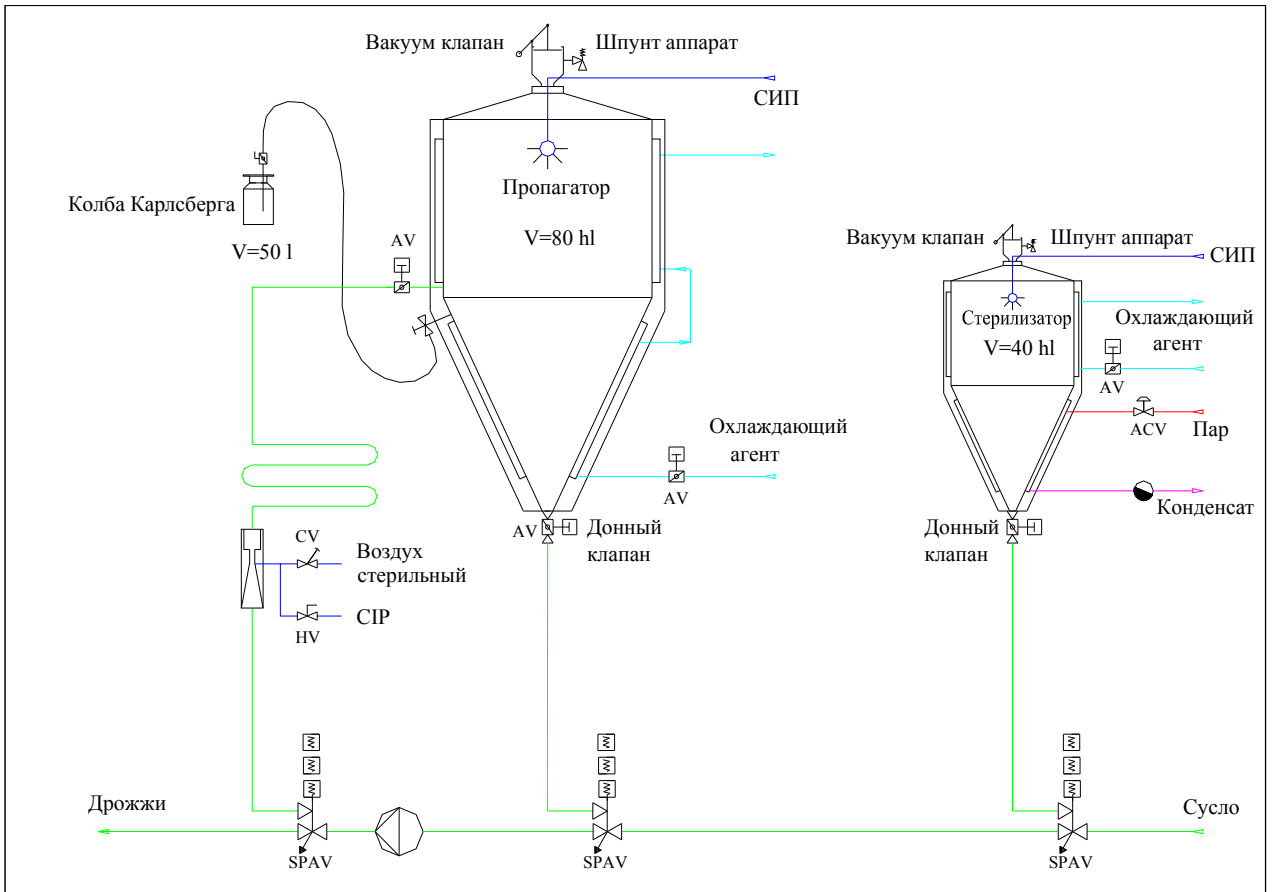 Вакуум клапан
Шпунт аппарат
СИП
Колба Карлсберга
V=50 l
Пропагатор
V=80 hl
AV
Вакуум клапан
Шпунт аппарат
СИП
Стерилизатор
V=40 hl
Охлаждающий
агент
AV
ACV
Пар
Конденсат
Охлаждающий
агент
AV
AV
Донный
клапан
Донный
клапан
CV
Воздух
стерильный
CIP
HV
Дрожжи
Сусло
SPAV
SPAV
SPAV